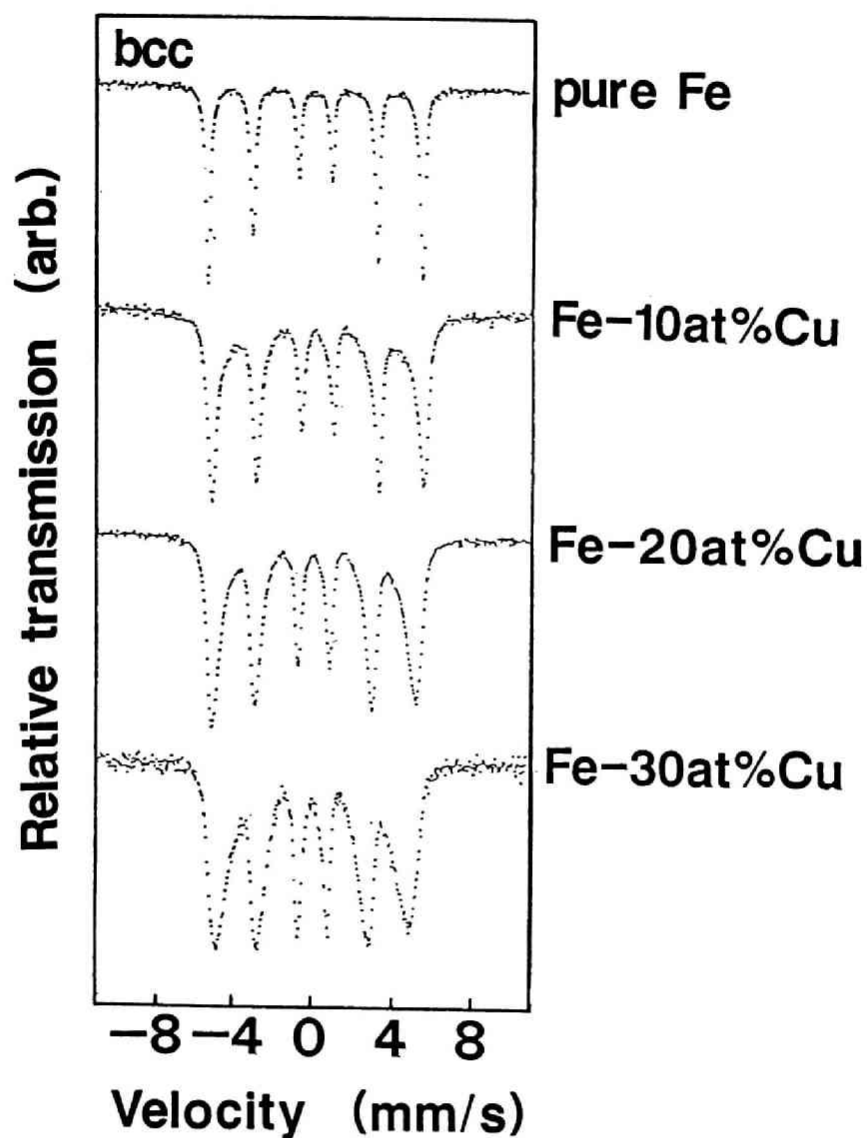 bcc
pure Fe
Fe-10at%Cu
Fe-20at%Cu
Fe-30at%Cu
Relative transmission (arb.)
-8 -4 0 4 8
Velocity (mm/s)